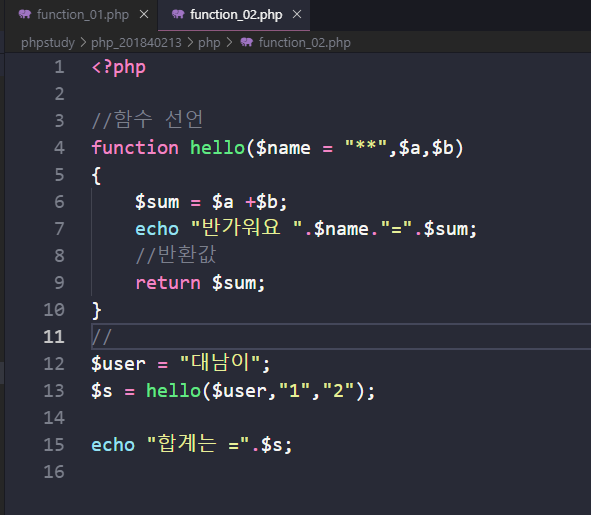 function_01.php × function_02.php ×
phpstudy > php_201840213 > php > function_02.php
1 <?php
2
3 //함수 선언
4 function hello($name = "**",$a,$b)
5 {
6 $sum = $a +$b;
7 echo "반가워요 ".$name."=".$sum;
8 //반환값
9 return $sum;
10 }
11 //
12 $user = "대남이";
13 $s = hello($user,"1","2");
14
15 echo "합계는 =".$s;
16